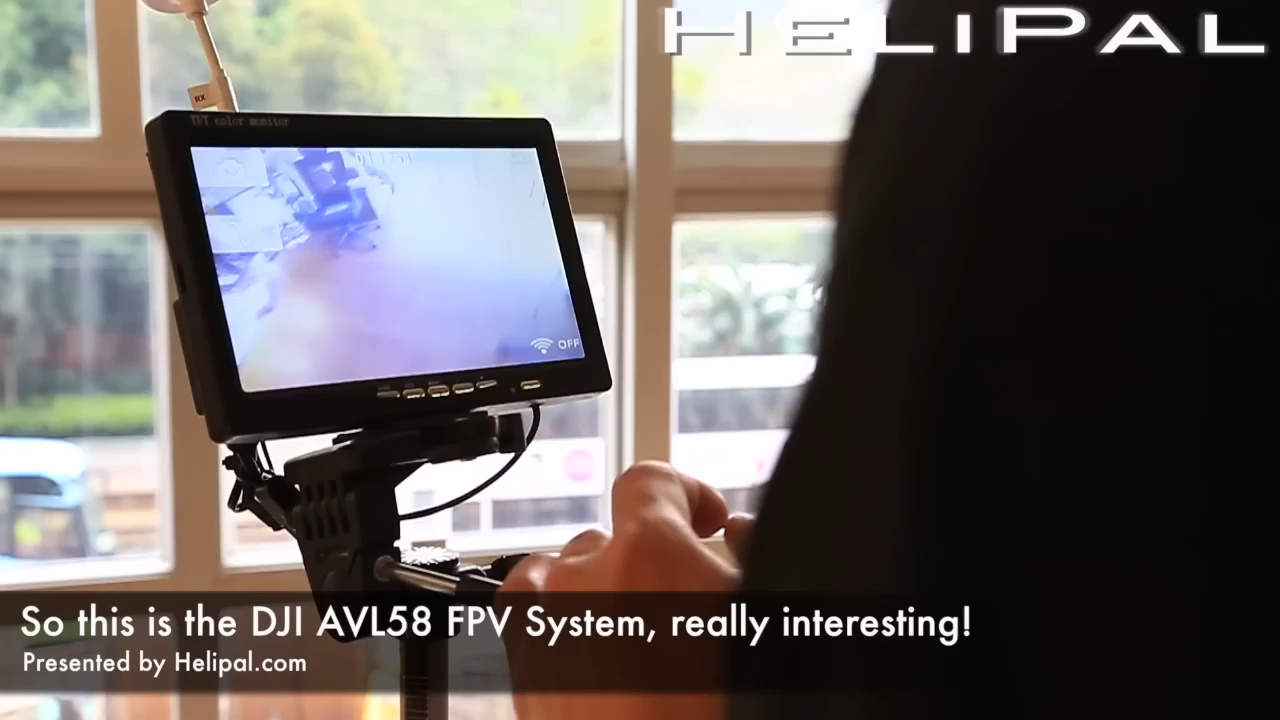 HELIPAL
RX
TFT color monitor
OFF
So this is the DJI AVL58 FPV System, really interesting!
Presented by Helipal.com